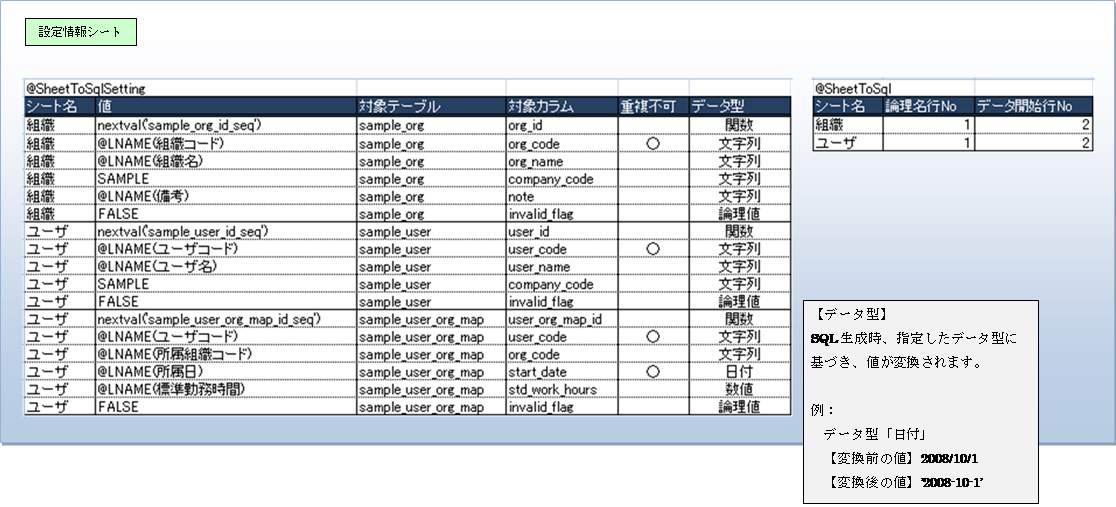 設定情報シート
@SheetToSqlSetting
シート名 値 対象テーブル 対象カラム 重複不可 データ型
組織 nextval('sample_org_id_seq') sample_org org_id 関数
組織 @LNAME(組織コード) sample_org org_code ○ 文字列
組織 @LNAME(組織名) sample_org org_name 文字列
組織 SAMPLE sample_org company_code 文字列
組織 @LNAME(備考) sample_org note 文字列
組織 FALSE sample_org invalid_flag 論理値
ユーザ nextval('sample_user_id_seq') sample_user user_id 関数
ユーザ @LNAME(ユーザコード) sample_user user_code ○ 文字列
ユーザ @LNAME(ユーザ名) sample_user user_name 文字列
ユーザ SAMPLE sample_user company_code 文字列
ユーザ FALSE sample_user invalid_flag 論理値
ユーザ nextval('sample_user_org_map_id_seq') sample_user_org_map user_org_map_id 関数
ユーザ @LNAME(ユーザコード) sample_user_org_map user_code ○ 文字列
ユーザ @LNAME(所属組織コード) sample_user_org_map org_code 文字列
ユーザ @LNAME(所属日) sample_user_org_map start_date ○ 日付
ユーザ @LNAME(標準勤務時間) sample_user_org_map std_work_hours 数値
ユーザ FALSE sample_user_org_map invalid_flag 論理値
@SheetToSql
シート名 論理名行No データ開始行No
組織 1 2
ユーザ 1 2
【データ型】
SQL生成時、指定したデータ型に
基づき、値が変換されます。
例：
データ型「日付」
【変換前の値】2008/10/1
【変換後の値】'2008-10-1'